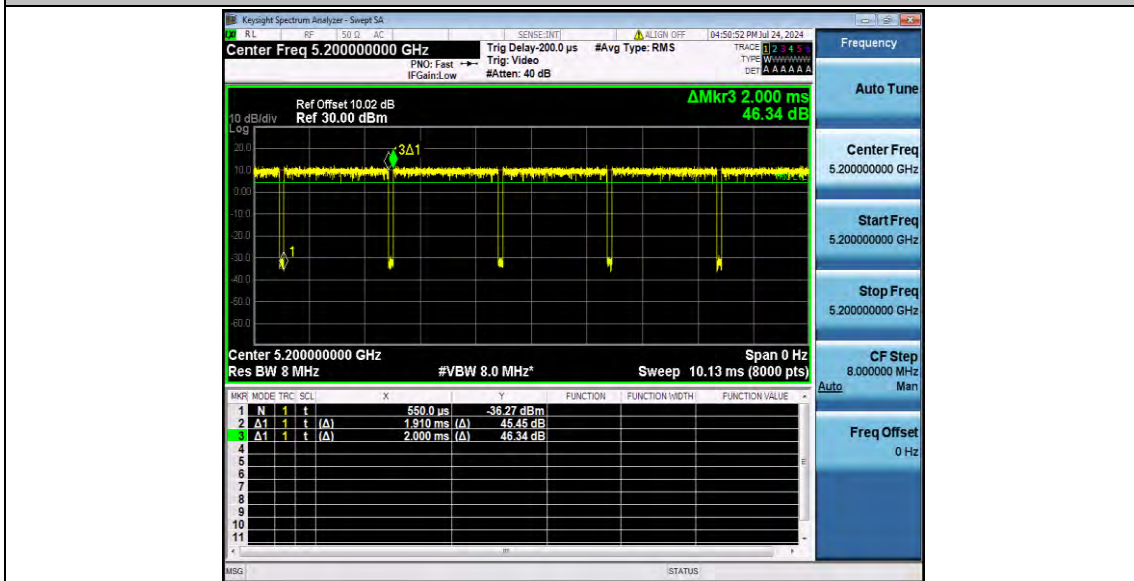 Keysight Spectrum Analyzer - Swept SA
RL RF 50 Ω AC SENSE:INT ALIGN OFF 04:50:52 PM Jul 24, 2024
Center Freq 5.200000000 GHz
PNO: Fast
IFGain:Low
Trig Delay-200.0 µs
Trig: Video
#Atten: 40 dB
#Avg Type: RMS
TRACE 1 2 3 4 5 6
TYPE WWWWWW
DET A A A A A A
Frequency
Auto Tune
Center Freq
5.200000000 GHz
Start Freq
5.200000000 GHz
Stop Freq
5.200000000 GHz
CF Step
8.000000 MHz
Auto Man
Freq Offset
0 Hz
ΔMkr3 2.000 ms
46.34 dB
Ref Offset 10.02 dB
10 dB/div Ref 30.00 dBm
Log
20.0
10.0
0.00
-10.0
-20.0
-30.0
-40.0
-50.0
-60.0
3Δ1
1
Center 5.200000000 GHz Span 0 Hz
Res BW 8 MHz #VBW 8.0 MHz* Sweep 10.13 ms (8000 pts)
MKR MODE TRC SCL X Y FUNCTION FUNCTION WIDTH FUNCTION VALUE
1 N 1 t 550.0 µs -36.27 dBm
2 Δ1 1 t (Δ) 1.910 ms (Δ) 45.45 dB
3 Δ1 1 t (Δ) 2.000 ms (Δ) 46.34 dB
4
5
6
7
8
9
10
11
MSG STATUS